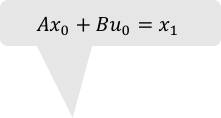 Ax₀ + Bu₀ = x₁